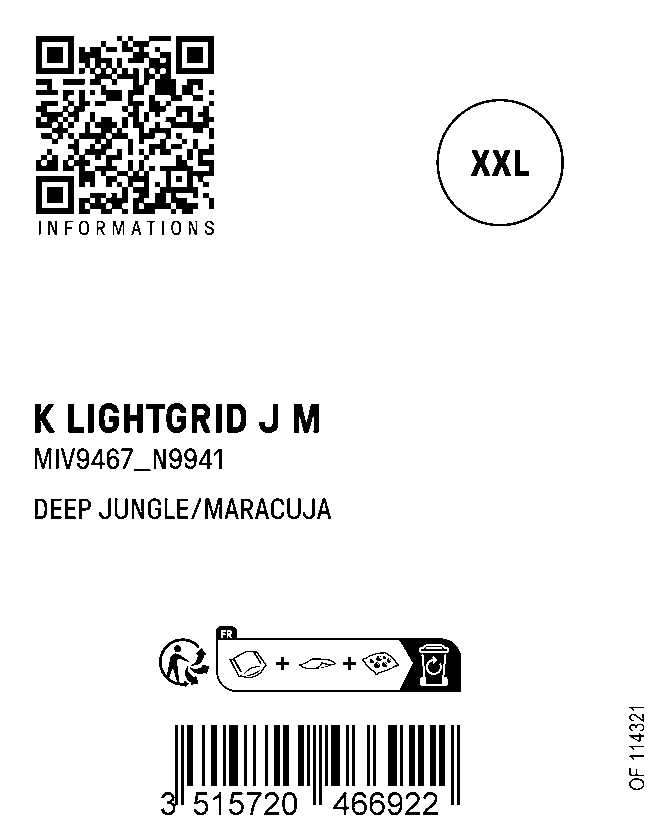 INFORMATIONS
XXL
K LIGHTGRID J M
MIV9467_N9941
DEEP JUNGLE/MARACUJA
FR
+ +
3 515720 466922
OF 114321